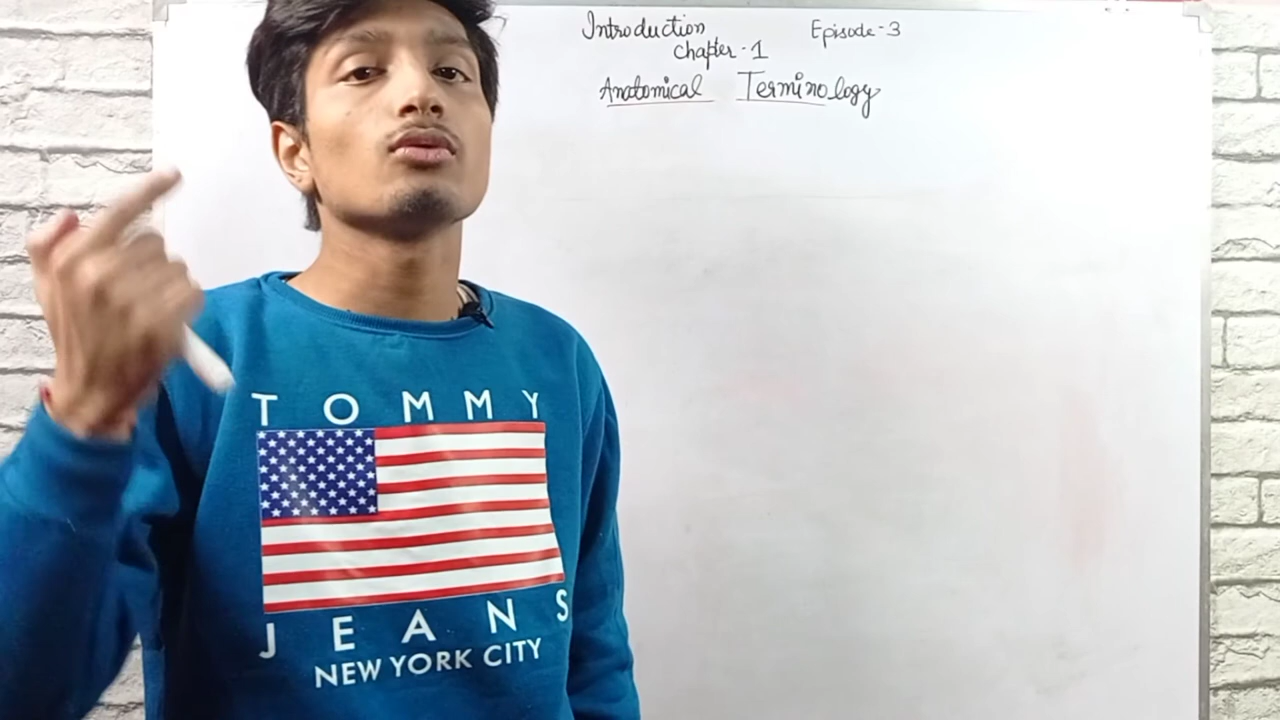 Introduction Episode-3
Chapter-1
Anatomical Terminology
TOMMY
JEANS
NEW YORK CITY